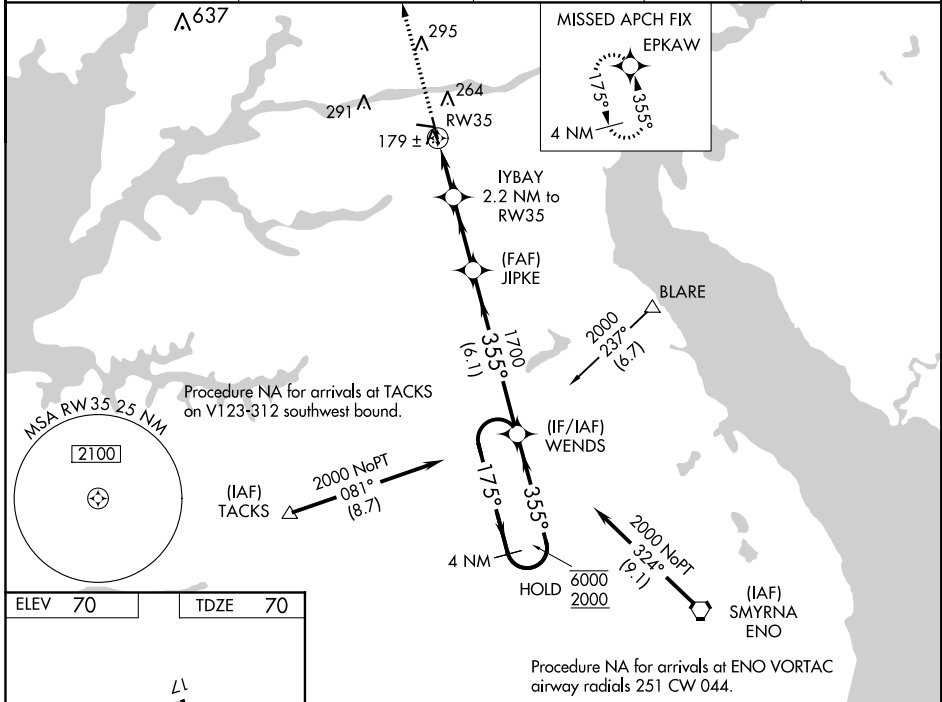 637
295
291
264
RW35
179 ±
MISSED APCH FIX
EPKAW
175°
355°
4 NM
IYBAY
2.2 NM to
RW35
(FAF)
JIPKE
BLARE
2000
237°
(6.7)
1700
355°
(6.1)
Procedure NA for arrivals at TACKS
on V123-312 southwest bound.
MSA RW35 25 NM
2100
(IF/IAF)
WENDS
(IAF)
TACKS
2000 NoPT
081°
(8.7)
175°
355°
4 NM
HOLD
6000
2000
2000 NoPT
324°
(9.1)
(IAF)
SMYRNA
ENO
ELEV 70
TDZE 70
17
Procedure NA for arrivals at ENO VORTAC
airway radials 251 CW 044.